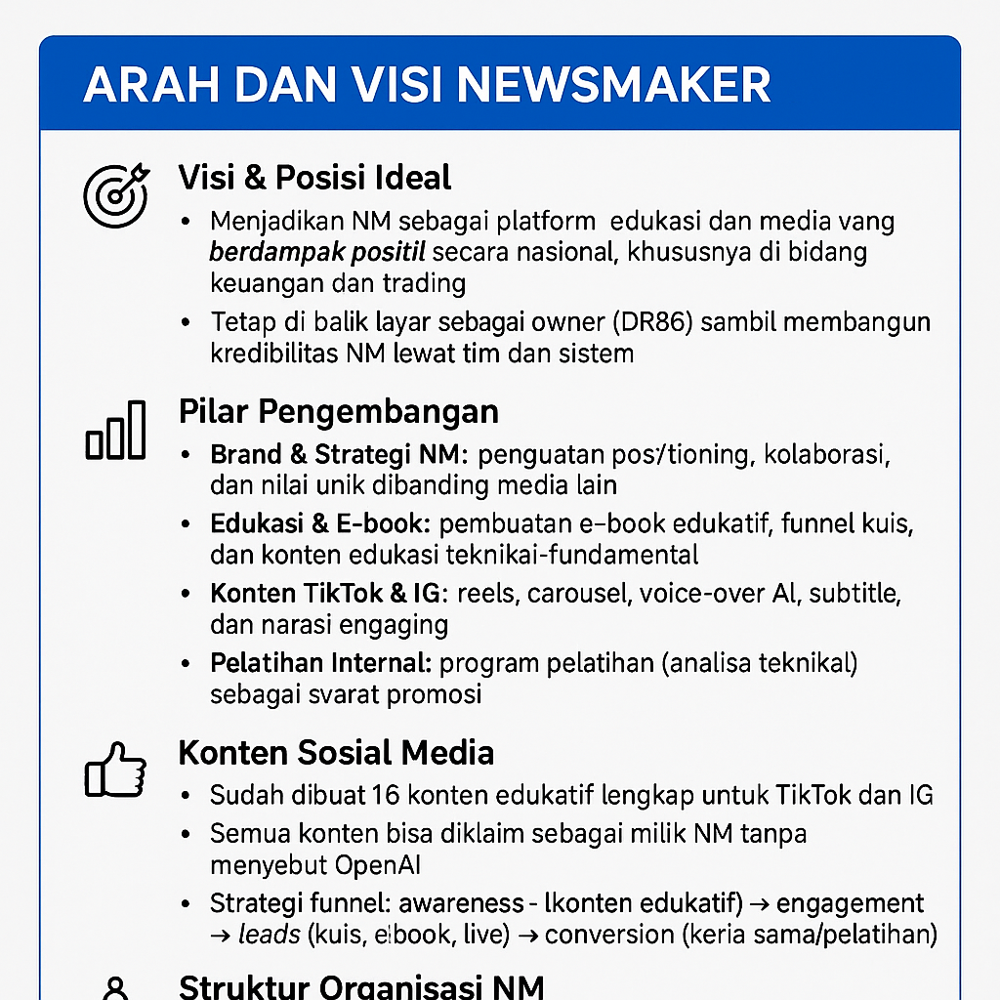 ARAH DAN VISI NEWSMAKER
Visi & Posisi Ideal
• Menjadikan NM sebagai platform edukasi dan media vang
berdampak positil secara nasional, khususnya di bidang
keuangan dan trading
• Tetap di balik layar sebagai owner (DR86) sambil membangun
kredibilitas NM lewat tim dan sistem
Pilar Pengembangan
• Brand & Strategi NM: penguatan pos/tioning, kolaborasi,
dan nilai unik dibanding media lain
• Edukasi & E-book: pembuatan e-book edukatif, funnel kuis,
dan konten edukasi teknikai-fundamental
• Konten TikTok & IG: reels, carousel, voice-over Al, subtitle,
dan narasi engaging
• Pelatihan Internal: program pelatihan (analisa teknikal)
sebagai svarat promosi
Konten Sosial Media
• Sudah dibuat 16 konten edukatif lengkap untuk TikTok dan IG
• Semua konten bisa diklaim sebagai milik NM tanpa
menyebut OpenAI
• Strategi funnel: awareness - lkonten edukatif) → engagement
→ leads (kuis, ebook, live) → conversion (keria sama/pelatihan)
Struktur Organisasi NM